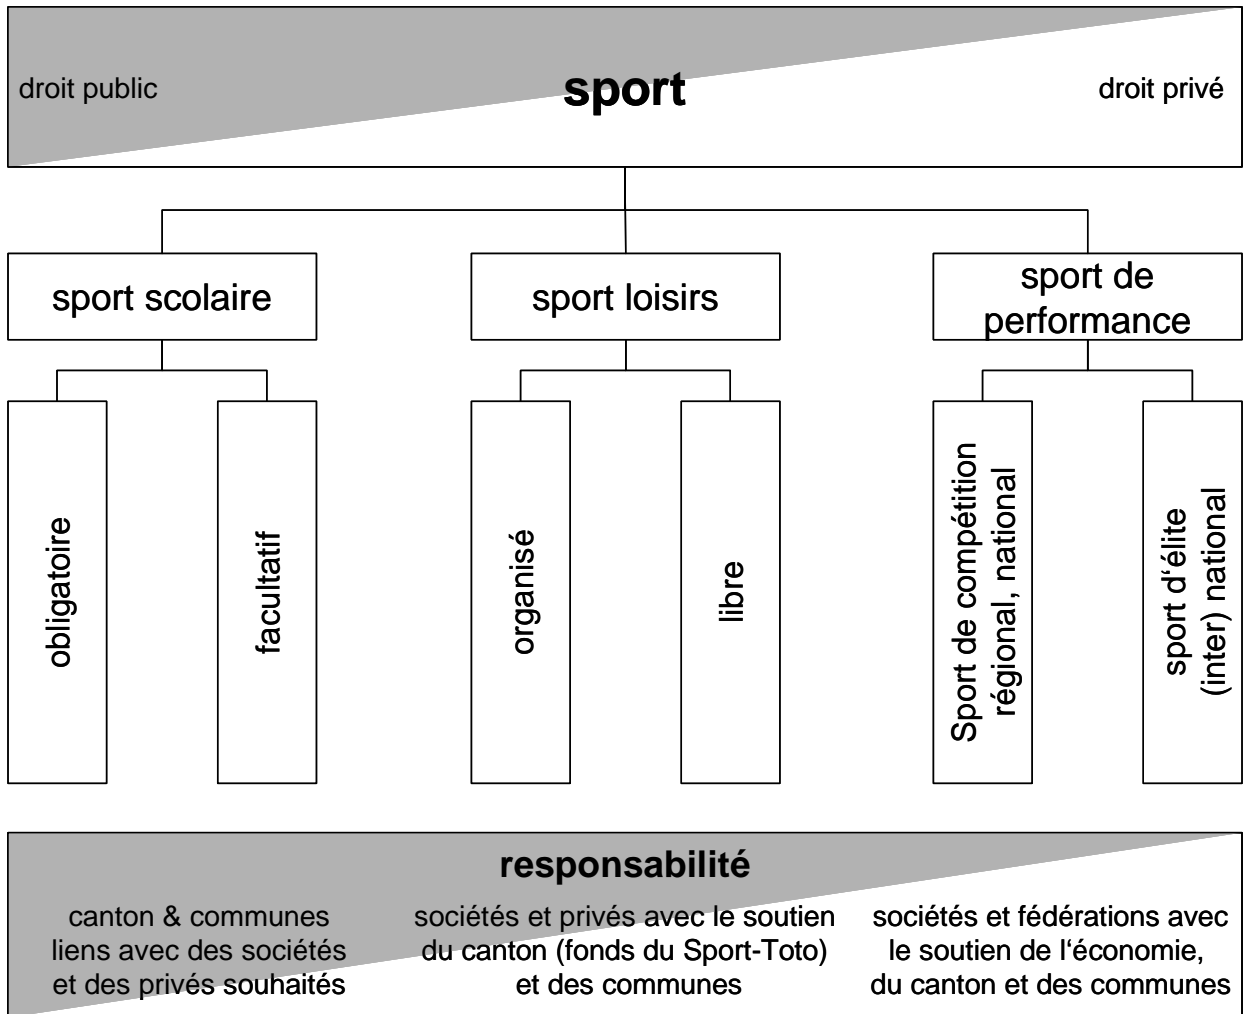 droit public
sport
droit privé
sport scolaire
sport loisirs
sport de
performance
obligatoire
facultatif
organisé
libre
Sport de compétition
régional, national
sport d‘élite
(inter) national
responsabilité
canton & communes
liens avec des sociétés
et des privés souhaités
sociétés et privés avec le soutien
du canton (fonds du Sport-Toto)
et des communes
sociétés et fédérations avec
le soutien de l‘économie,
du canton et des communes